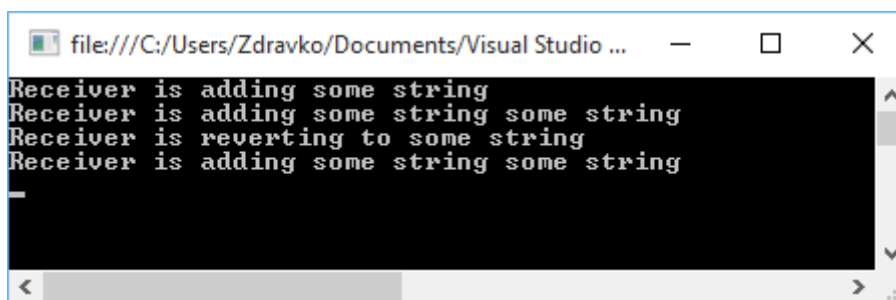 file:///C:/Users/Zdravko/Documents/Visual Studio ...
Receiver is adding some string
Receiver is adding some string some string
Receiver is reverting to some string
Receiver is adding some string some string